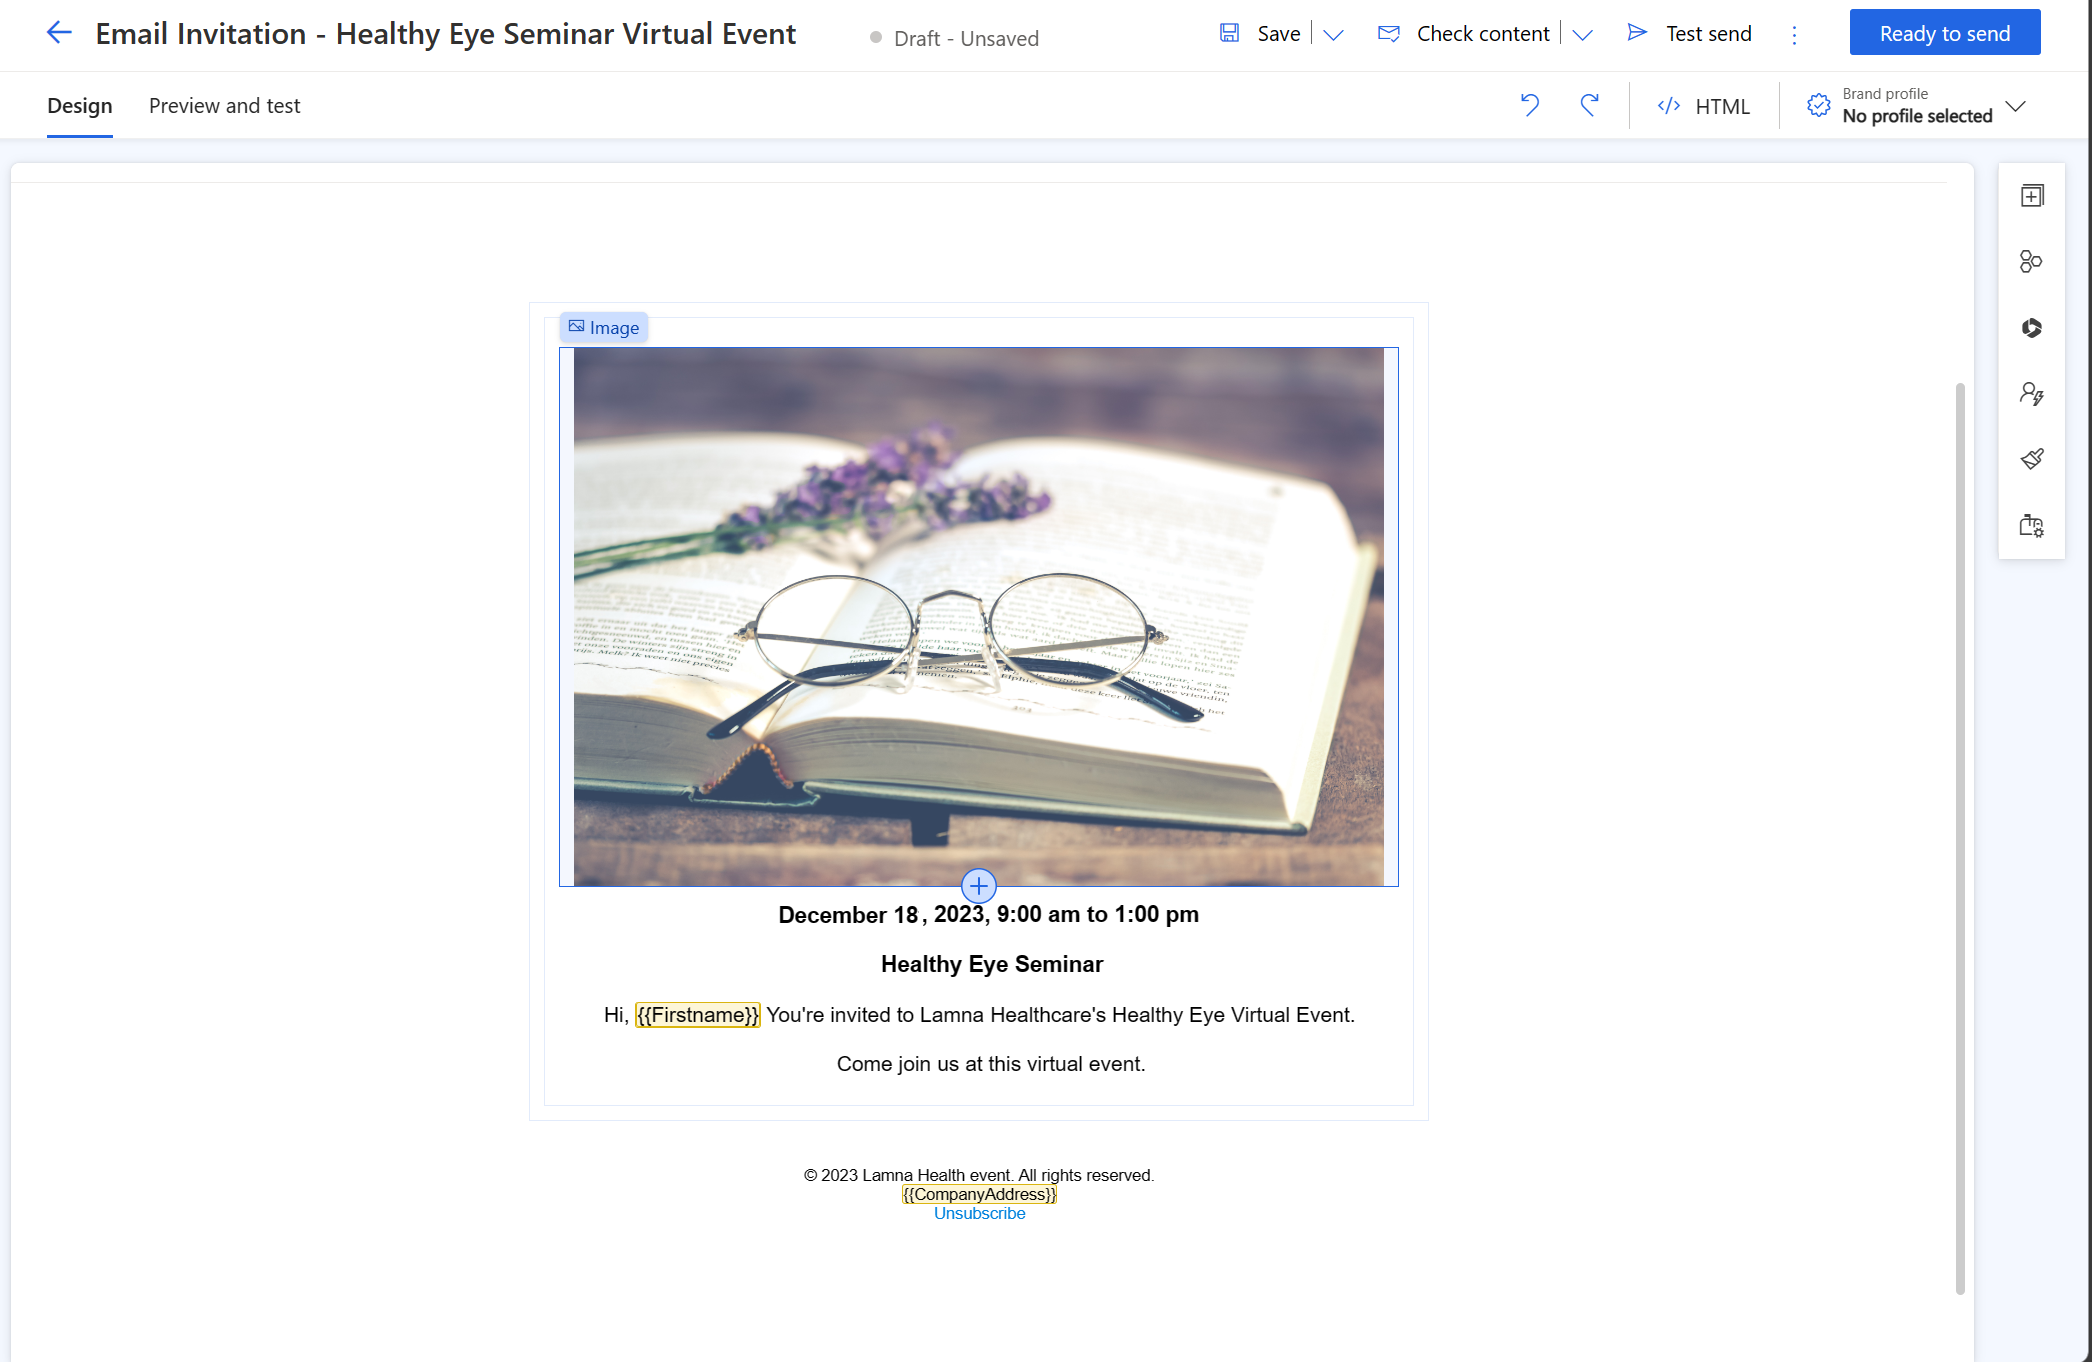 Email Invitation - Healthy Eye Seminar Virtual Event
Draft - Unsaved
Save
Check content
Test send
Ready to send
Design
Preview and test
</> HTML
Brand profile
No profile selected
Image
December 18, 2023, 9:00 am to 1:00 pm
Healthy Eye Seminar
Hi, {{Firstname}} You're invited to Lamna Healthcare's Healthy Eye Virtual Event.
Come join us at this virtual event.
© 2023 Lamna Health event. All rights reserved.
{{CompanyAddress}}
Unsubscribe